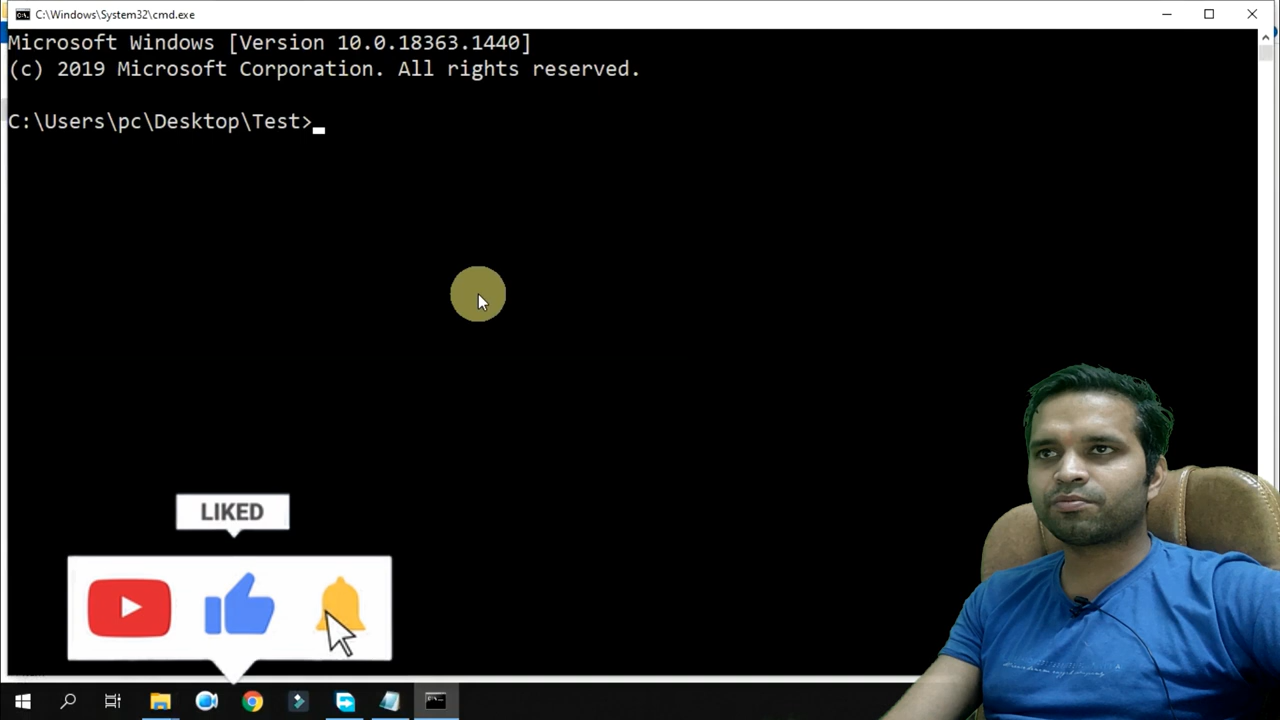 C:\Windows\System32\cmd.exe
Microsoft Windows [Version 10.0.18363.1440]
(c) 2019 Microsoft Corporation. All rights reserved.
C:\Users\pc\Desktop\Test>
LIKED